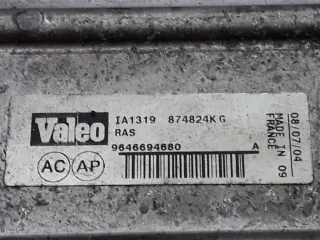 Valeo
IA1319 874824K G
RAS
9646694680 A
AC AP
08/07/04
MADE IN 09
FRANCE